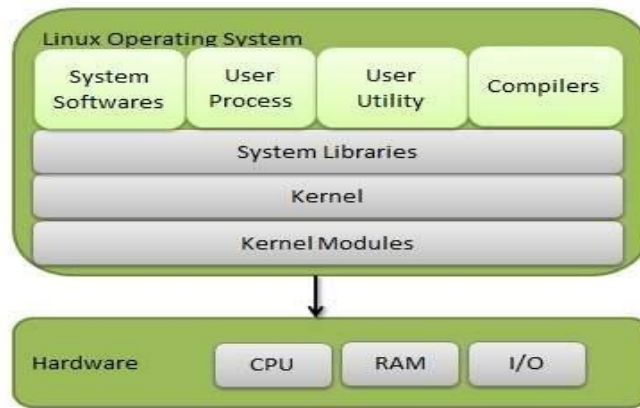 Linux Operating System
System
Softwares
User
Process
User
Utility
Compilers
System Libraries
Kernel
Kernel Modules
Hardware
CPU
RAM
I/O